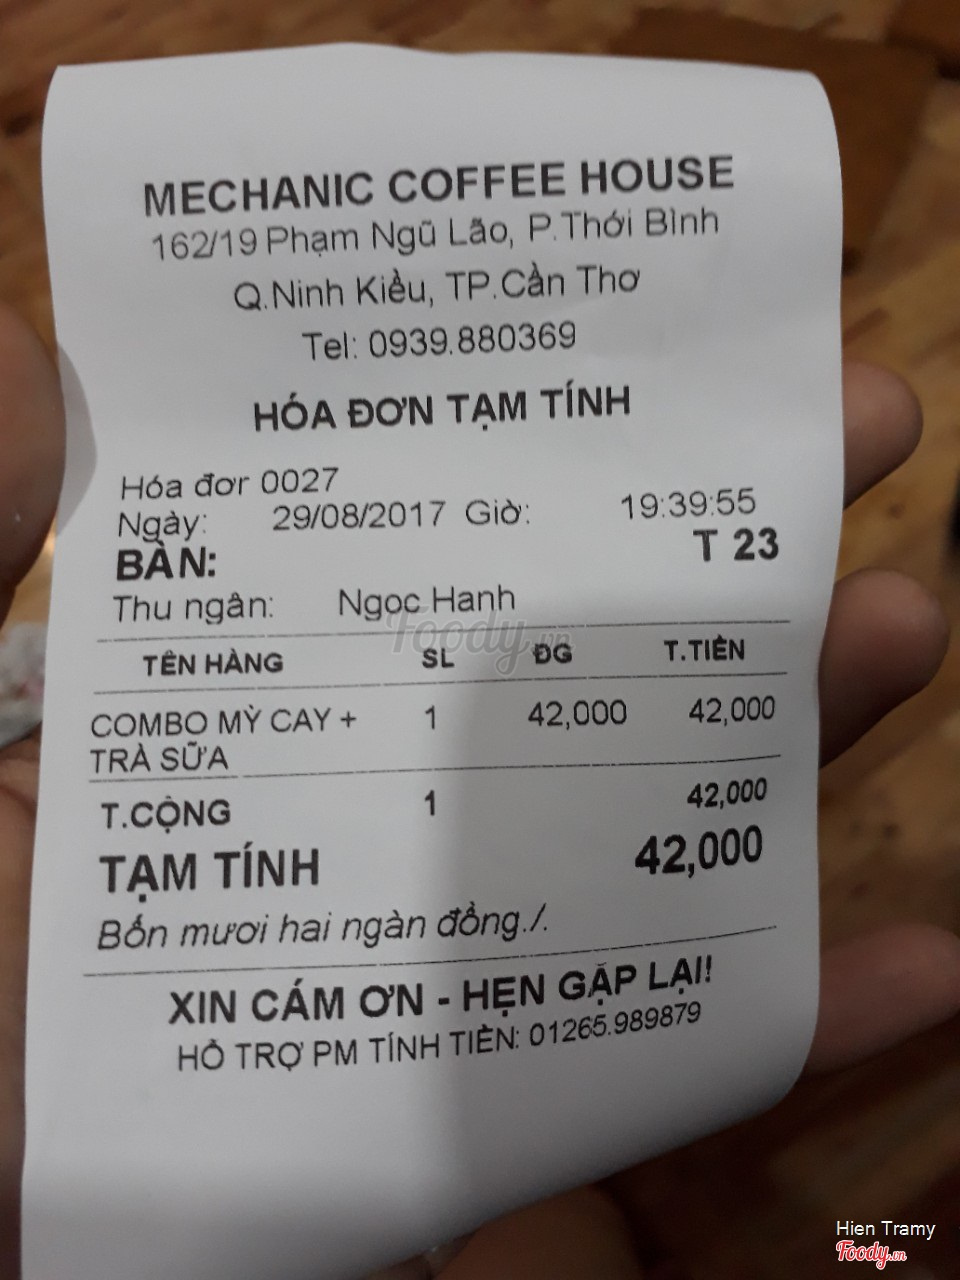 MECHANIC COFFEE HOUSE
162/19 Phạm Ngũ Lão, P.Thới Bình
Q.Ninh Kiều, TP.Cần Thơ
Tel: 0939.880369
HÓA ĐƠN TẠM TÍNH
Hóa đơr 0027
Ngày: 29/08/2017 Giờ: 19:39:55
BÀN: T 23
Thu ngân: Ngọc Hanh
TÊN HÀNG SL ĐG T.TIỀN
COMBO MỲ CAY + 1 42,000 42,000
TRÀ SỮA
T.CỘNG 1 42,000
TẠM TÍNH 42,000
Bốn mươi hai ngàn đồng./.
XIN CÁM ƠN - HẸN GẶP LẠI!
HỖ TRỢ PM TÍNH TIỀN: 01265.989879
Foody.vn
Hien Tramy
Foody.vn